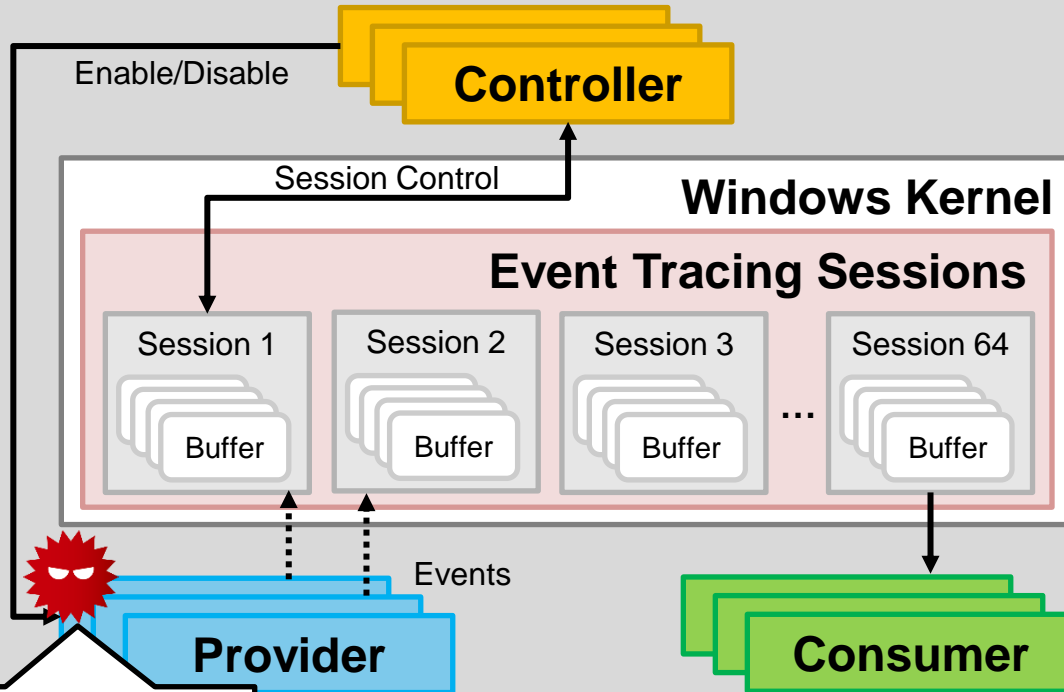 Controller
Enable/Disable
Session Control
Windows Kernel
Event Tracing Sessions
Session 1
Session 2
Session 3
Session 64
...
Buffer
Buffer
Buffer
Buffer
Events
Provider
Consumer